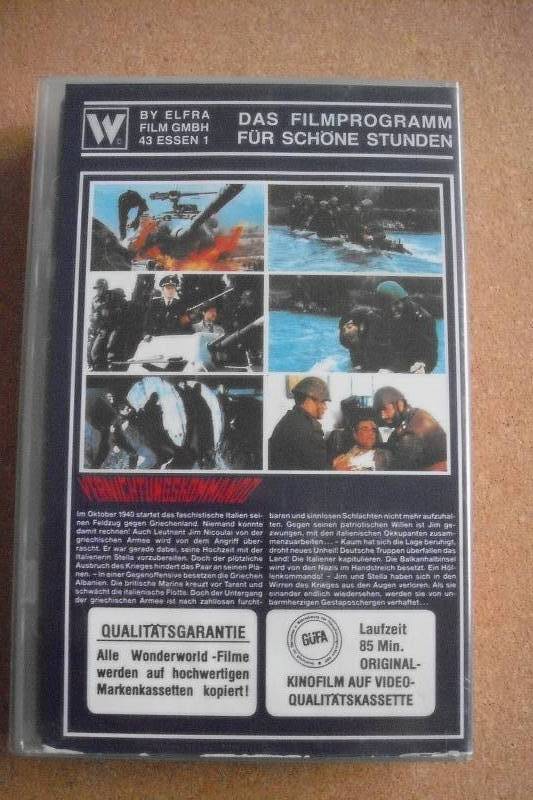 W
BY ELFRA
FILM GMBH
43 ESSEN 1
DAS FILMPROGRAMM
FÜR SCHÖNE STUNDEN
VERNICHTUNGSKOMMANDO
Im Oktober 1940 startet das faschistische Italien sei-
nen Feldzug gegen Griechenland. Niemand konnte
damit rechnen! Auch Leutnant Jim Nicoulai von der
griechischen Armee wird von dem Angriff über-
rascht. Er war gerade dabei, seine Hochzeit mit der
Italienerin Stella vorzubereiten. Doch der plötzliche
Ausbruch des Krieges hindert das Paar an seinen Plä-
nen. – In einer Gegenoffensive besetzen die Griechen
Albanien. Die britische Marine kreuzt vor Tarent und
schwächt die italienische Flotte. Doch der Untergang
der griechischen Armee ist nach zahllosen furcht-
baren und sinnlosen Schlachten nicht mehr aufzuhal-
ten. Gegen seinen patriotischen Willen ist Jim ge-
zwungen, mit den italienischen Okkupanten zusam-
menzuarbeiten... – Kaum hat sich die Lage beruhigt,
droht neues Unheil! Deutsche Truppen überfallen das
Land! Die Italiener kapitulieren. Die Balkanhalbinsel
wird von den Nazis im Handstreich besetzt. Ein Höl-
lenkommando! – Jim und Stella haben sich in den
Wirren des Krieges aus den Augen verloren. Als sie
einander endlich wiedersehen, werden sie von un-
barmherzigen Gestaposchergen verhaftet...
QUALITÄTSGARANTIE
Alle Wonderworld-Filme
werden auf hochwertigen
Markenkassetten kopiert!
GÜFA
Laufzeit
85 Min.
ORIGINAL-
KINOFILM AUF VIDEO-
QUALITÄTSKASSETTE